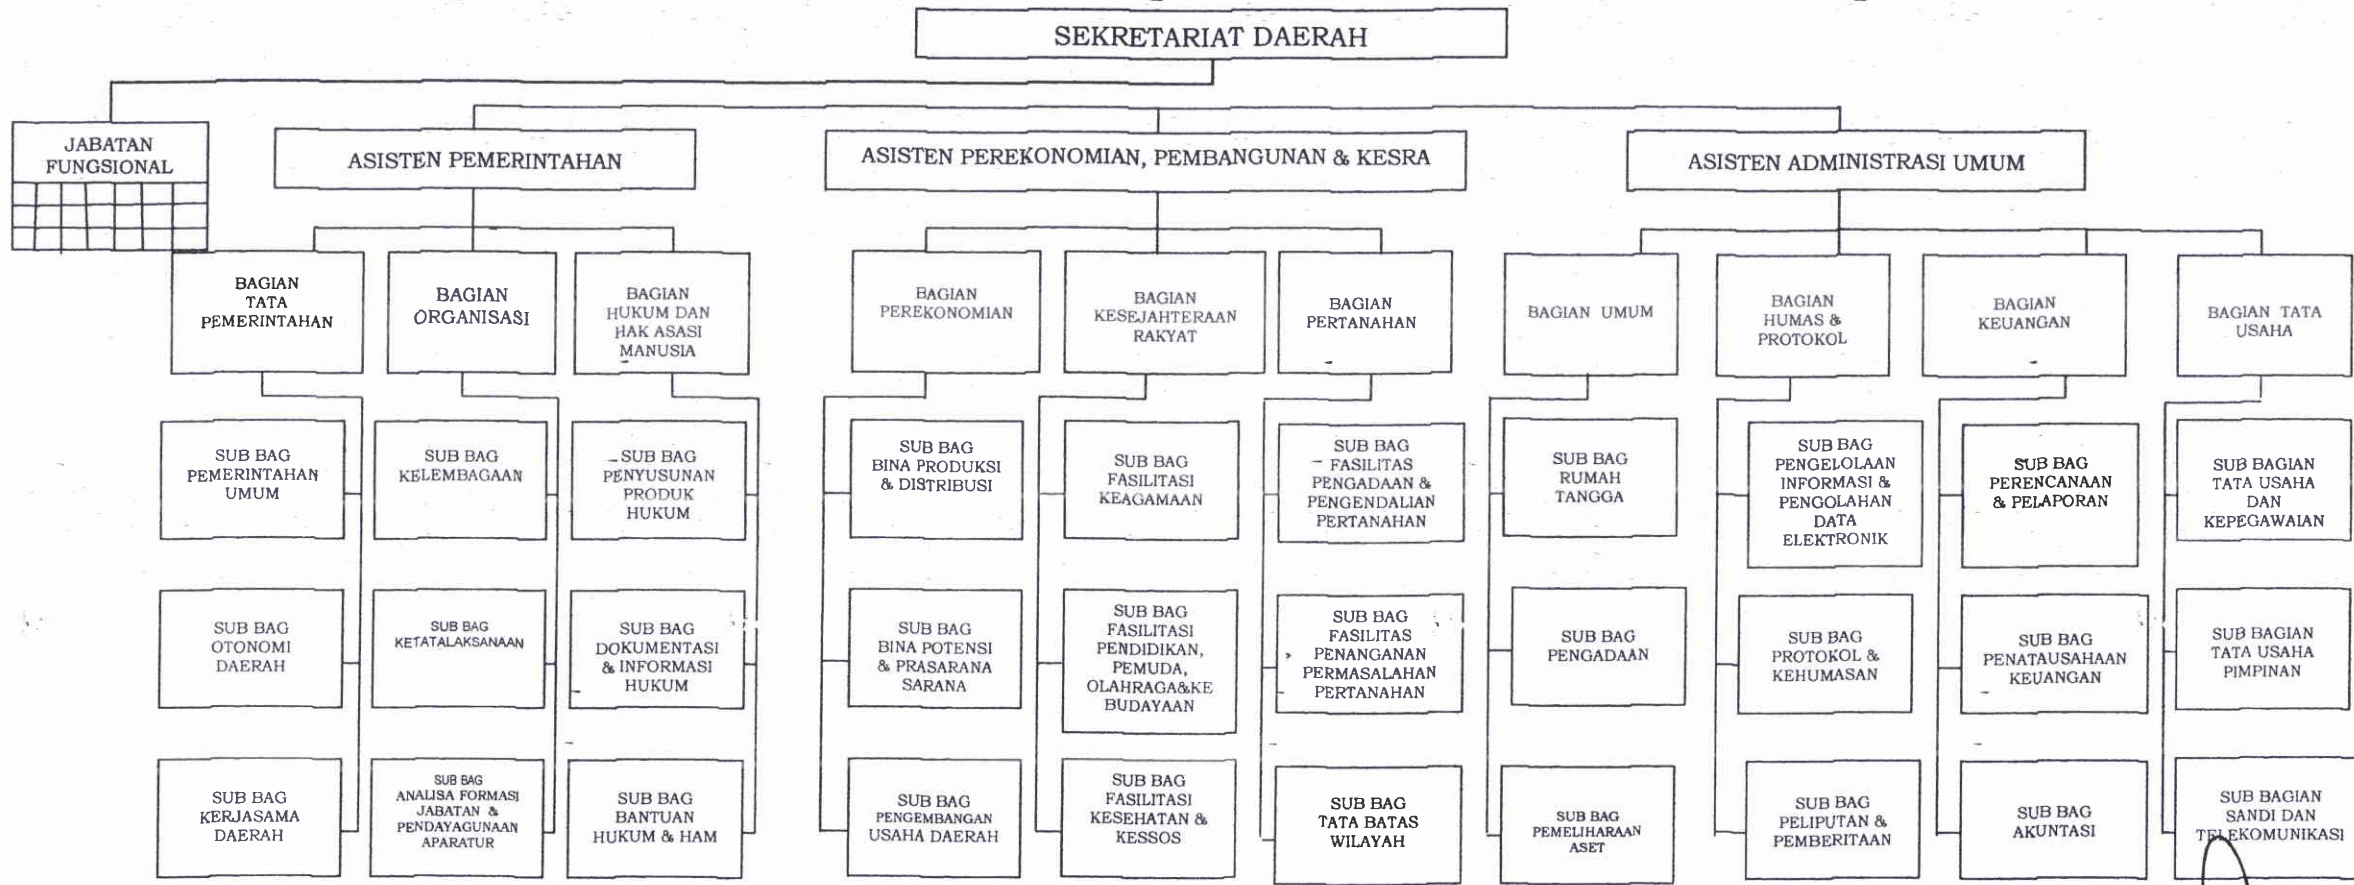 SEKRETARIAT DAERAH
JABATAN
FUNGSIONAL
ASISTEN PEMERINTAHAN
ASISTEN PEREKONOMIAN, PEMBANGUNAN & KESRA
ASISTEN ADMINISTRASI UMUM
BAGIAN
TATA
PEMERINTAHAN
BAGIAN
ORGANISASI
BAGIAN
HUKUM DAN
HAK ASASI
MANUSIA
BAGIAN
PEREKONOMIAN
BAGIAN
KESEJAHTERAAN
RAKYAT
BAGIAN
PERTANAHAN
BAGIAN UMUM
BAGIAN
HUMAS &
PROTOKOL
BAGIAN
KEUANGAN
BAGIAN TATA
USAHA
SUB BAG
PEMERINTAHAN
UMUM
SUB BAG
KELEMBAGAAN
SUB BAG
PENYUSUNAN
PRODUK
HUKUM
SUB BAG
BINA PRODUKSI
& DISTRIBUSI
SUB BAG
FASILITASI
KEAGAMAAN
SUB BAG
FASILITAS
PENGADAAN &
PENGENDALIAN
PERTANAHAN
SUB BAG
RUMAH
TANGGA
SUB BAG
PENGELOLAAN
INFORMASI &
PENGOLAHAN
DATA
ELEKTRONIK
SUB BAG
PERENCANAAN
& PELAPORAN
SUB BAGIAN
TATA USAHA
DAN
KEPEGAWAIAN
SUB BAG
OTONOMI
DAERAH
SUB BAG
KETATALAKSANAAN
SUB BAG
DOKUMENTASI
& INFORMASI
HUKUM
SUB BAG
BINA POTENSI
& PRASARANA
SARANA
SUB BAG
FASILITASI
PENDIDIKAN,
PEMUDA,
OLAHRAGA&KE
BUDAYAAN
SUB BAG
FASILITAS
PENANGANAN
PERMASALAHAN
PERTANAHAN
SUB BAG
PENGADAAN
SUB BAG
PROTOKOL &
KEHUMASAN
SUB BAG
PENATAUSAHAAN
KEUANGAN
SUB BAGIAN
TATA USAHA
PIMPINAN
SUB BAG
KERJASAMA
DAERAH
SUB BAG
ANALISA FORMASI
JABATAN &
PENDAYAGUNAAN
APARATUR
SUB BAG
BANTUAN
HUKUM & HAM
SUB BAG
PENGEMBANGAN
USAHA DAERAH
SUB BAG
FASILITASI
KESEHATAN &
KESSOS
SUB BAG
TATA BATAS
WILAYAH
SUB BAG
PEMELIHARAAN
ASET
SUB BAG
PELIPUTAN &
PEMBERITAAN
SUB BAG
AKUNTASI
SUB BAGIAN
SANDI DAN
TELEKOMUNIKASI